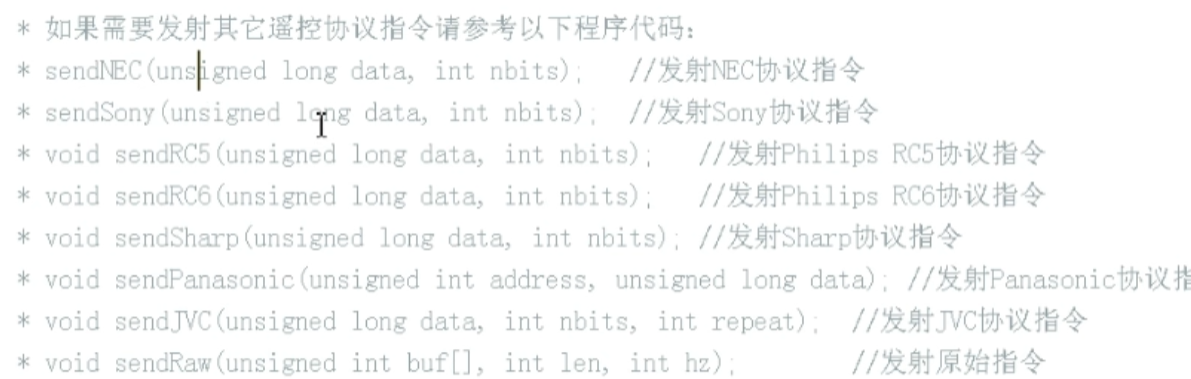 * 如果需要发射其它遥控协议指令请参考以下程序代码：
* sendNEC(unsigned long data, int nbits);   //发射NEC协议指令
* sendSony(unsigned long data, int nbits);  //发射Sony协议指令
* void sendRC5(unsigned long data, int nbits);   //发射Philips RC5协议指令
* void sendRC6(unsigned long data, int nbits);   //发射Philips RC6协议指令
* void sendSharp(unsigned long data, int nbits); //发射Sharp协议指令
* void sendPanasonic(unsigned int address, unsigned long data); //发射Panasonic协议指
* void sendJVC(unsigned long data, int nbits, int repeat);  //发射JVC协议指令
* void sendRaw(unsigned int buf[], int len, int hz);        //发射原始指令